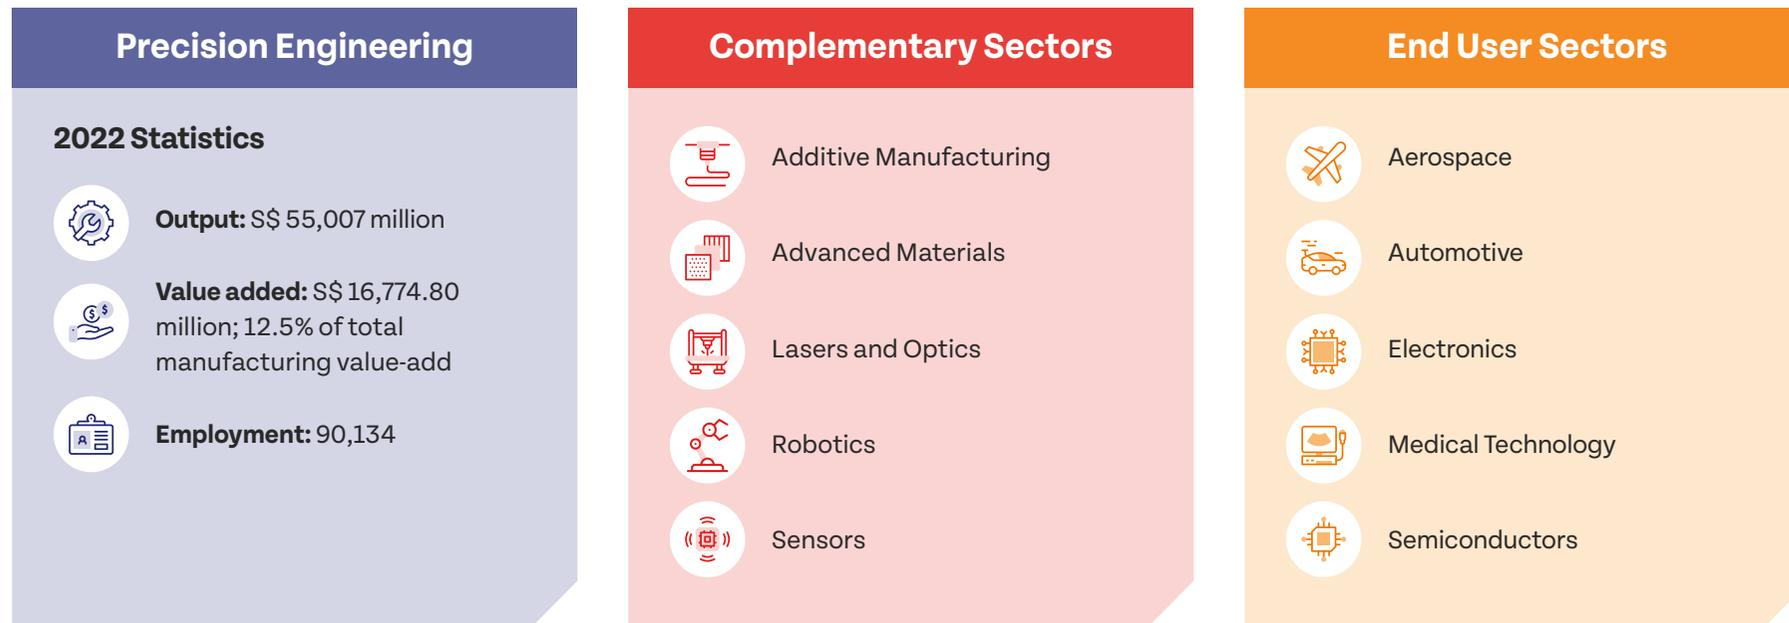 Precision Engineering
2022 Statistics
Output: S$ 55,007 million
Value added: S$ 16,774.80
million; 12.5% of total
manufacturing value-add
Employment: 90,134
Complementary Sectors
Additive Manufacturing
Advanced Materials
Lasers and Optics
Robotics
Sensors
End User Sectors
Aerospace
Automotive
Electronics
Medical Technology
Semiconductors